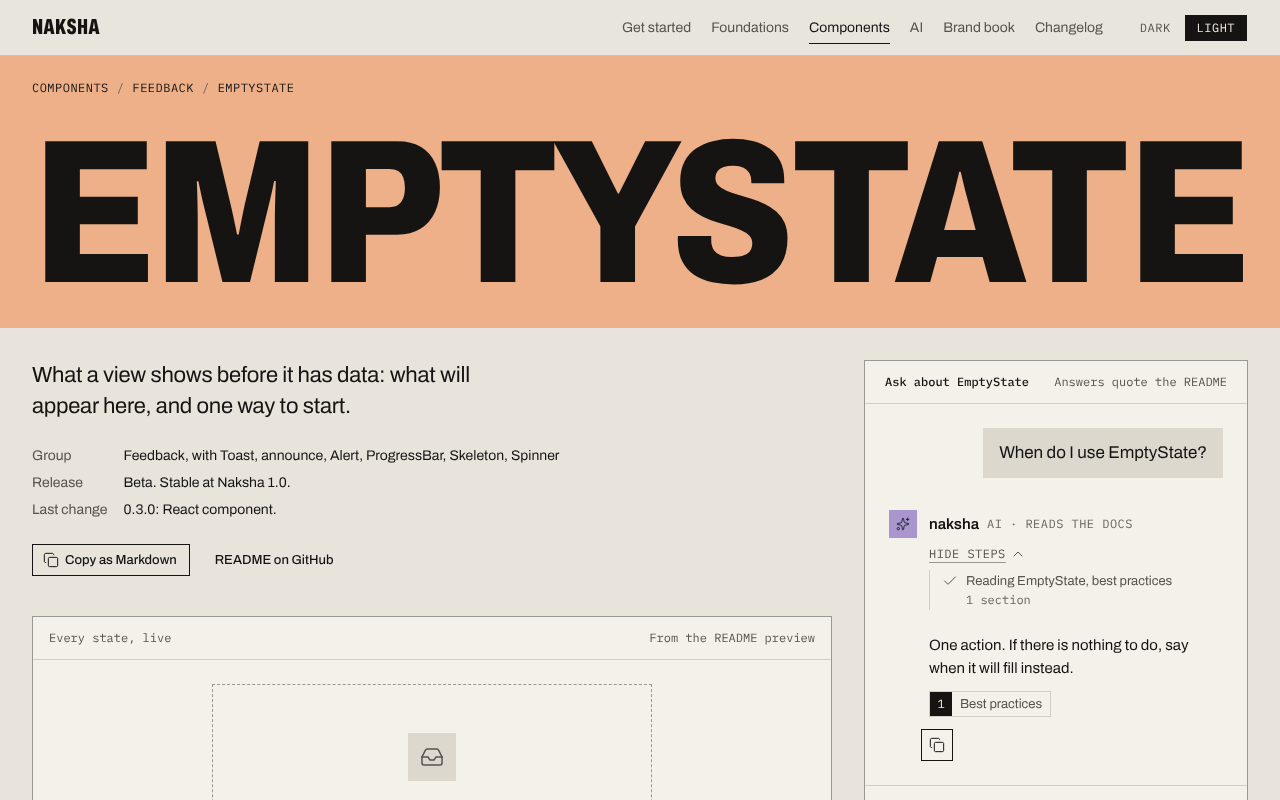 NAKSHA
Get started Foundations Components AI Brand book Changelog DARK LIGHT
COMPONENTS / FEEDBACK / EMPTYSTATE
EMPTYSTATE
What a view shows before it has data: what will
appear here, and one way to start.
Group Feedback, with Toast, announce, Alert, ProgressBar, Skeleton, Spinner
Release Beta. Stable at Naksha 1.0.
Last change 0.3.0: React component.
Copy as Markdown README on GitHub
Every state, live From the README preview
Ask about EmptyState Answers quote the README
When do I use EmptyState?
naksha AI · READS THE DOCS
HIDE STEPS
Reading EmptyState, best practices
1 section
One action. If there is nothing to do, say
when it will fill instead.
1 Best practices